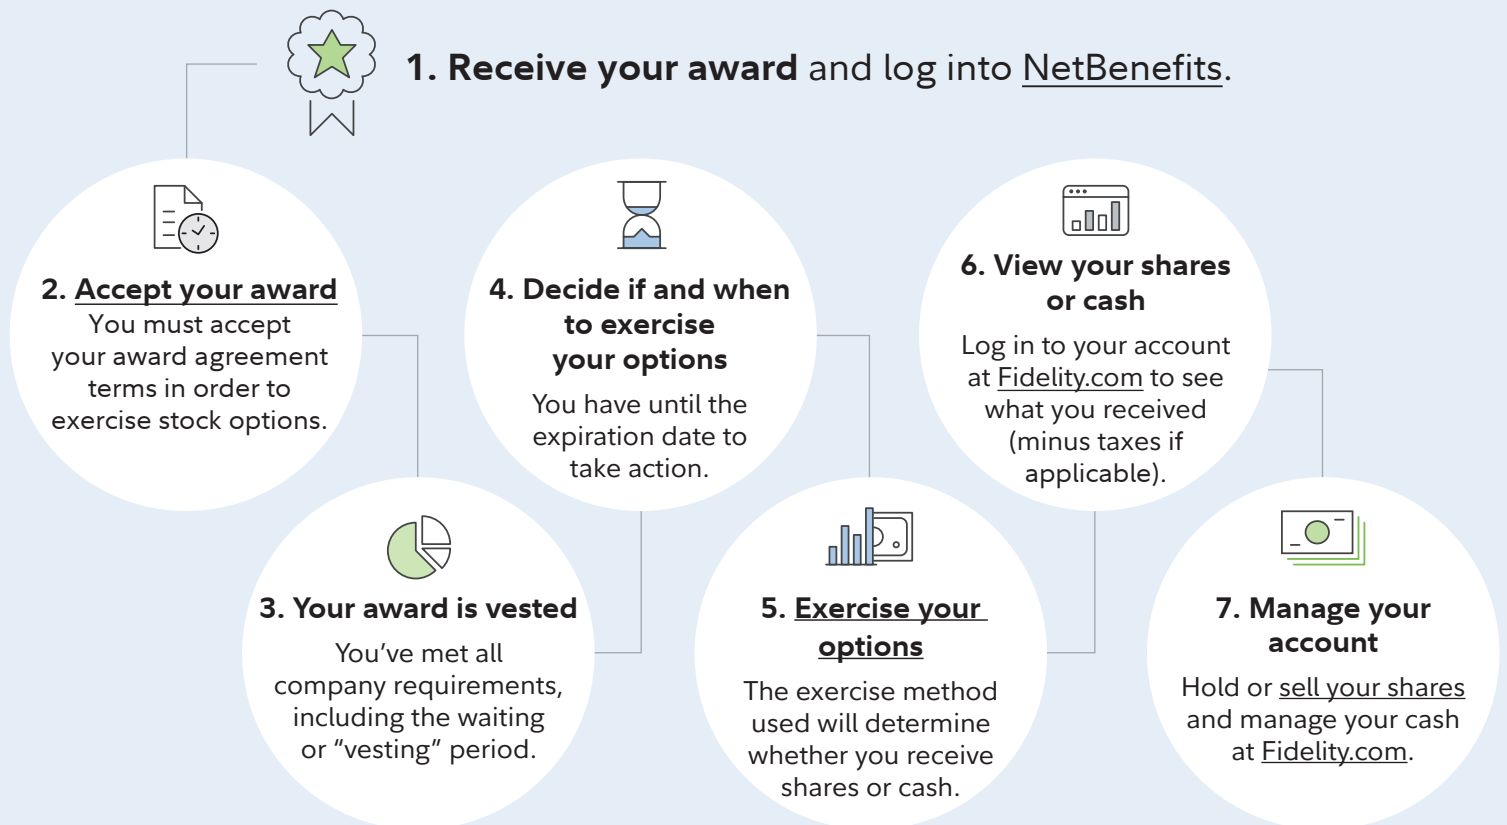 1. Receive your award and log into NetBenefits.
2. Accept your award
You must accept
your award agreement
terms in order to
exercise stock options.
3. Your award is vested
You've met all
company requirements,
including the waiting
or “vesting” period.
4. Decide if and when
to exercise
your options
You have until the
expiration date to
take action.
5. Exercise your
options
The exercise method
used will determine
whether you receive
shares or cash.
6. View your shares
or cash
Log in to your account
at Fidelity.com to see
what you received
(minus taxes if
applicable).
7. Manage your
account
Hold or sell your shares
and manage your cash
at Fidelity.com.